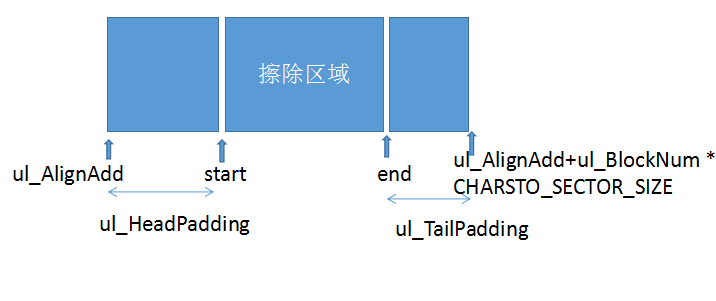 擦除区域
ul_AlignAdd
start
end
ul_AlignAdd+ul_BlockNum *
CHARSTO_SECTOR_SIZE
ul_HeadPadding
ul_TailPadding